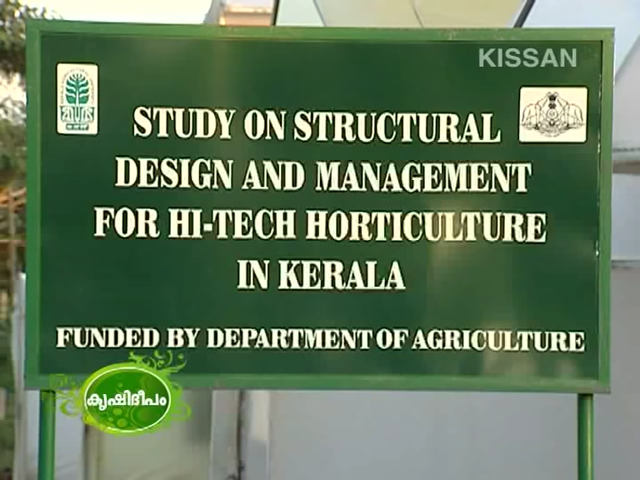 KISSAN
STUDY ON STRUCTURAL
DESIGN AND MANAGEMENT
FOR HI-TECH HORTICULTURE
IN KERALA
FUNDED BY DEPARTMENT OF AGRICULTURE
കൃഷിദീപം